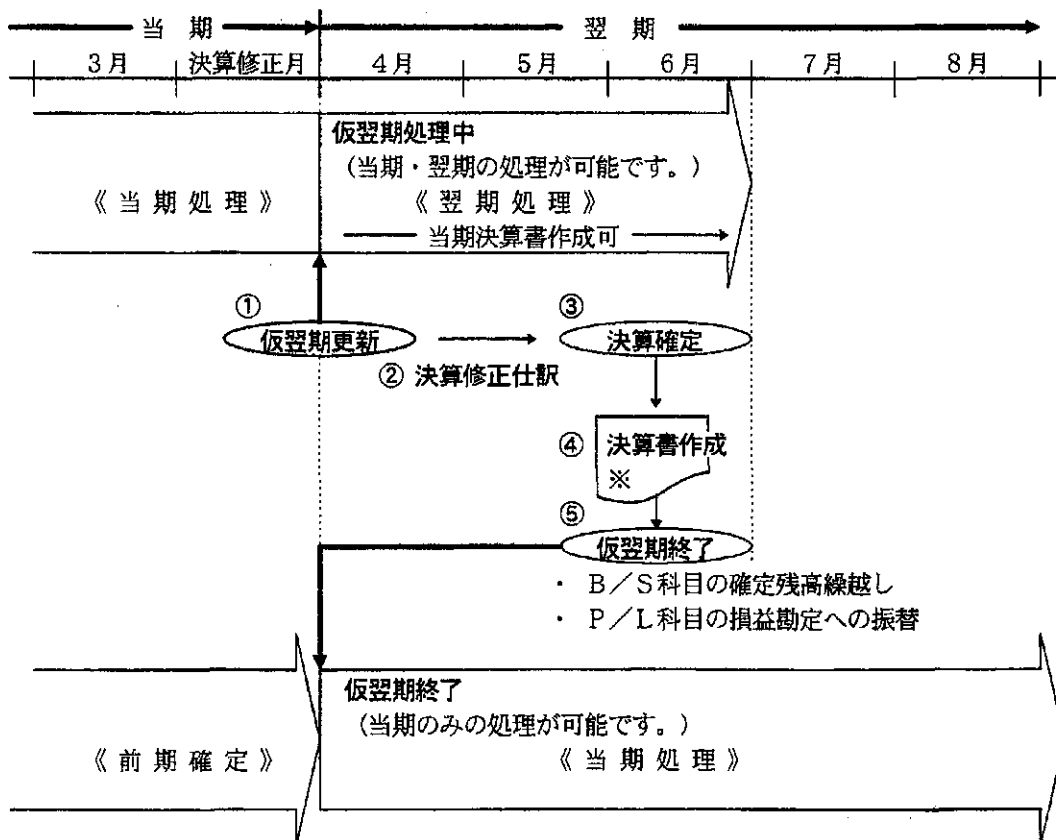 当 期 翌 期
3月 決算修正月 4月 5月 6月 7月 8月
仮翌期処理中
(当期・翌期の処理が可能です。)
《 当 期 処 理 》 《 翌 期 処 理 》
当期決算書作成可
① ③
仮翌期更新 決算確定
② 決算修正仕訳
④ 決算書作成
※
⑤
仮翌期終了
・ B/S科目の確定残高繰越し
・ P/L科目の損益勘定への振替
仮翌期終了
(当期のみの処理が可能です。)
《 前 期 確 定 》 《 当 期 処 理 》